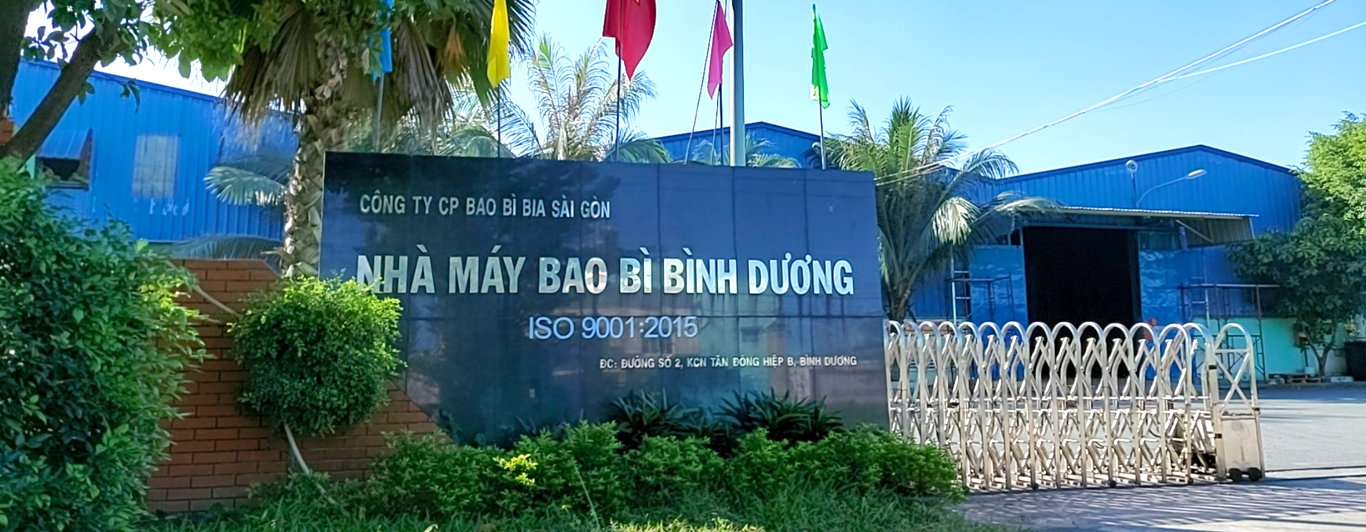 CÔNG TY CP BAO BÌ BIA SÀI GÒN
NHÀ MÁY BAO BÌ BÌNH DƯƠNG
ISO 9001:2015
ĐC: ĐƯỜNG SỐ 2, KCN TÂN ĐÔNG HIỆP B, BÌNH DƯƠNG